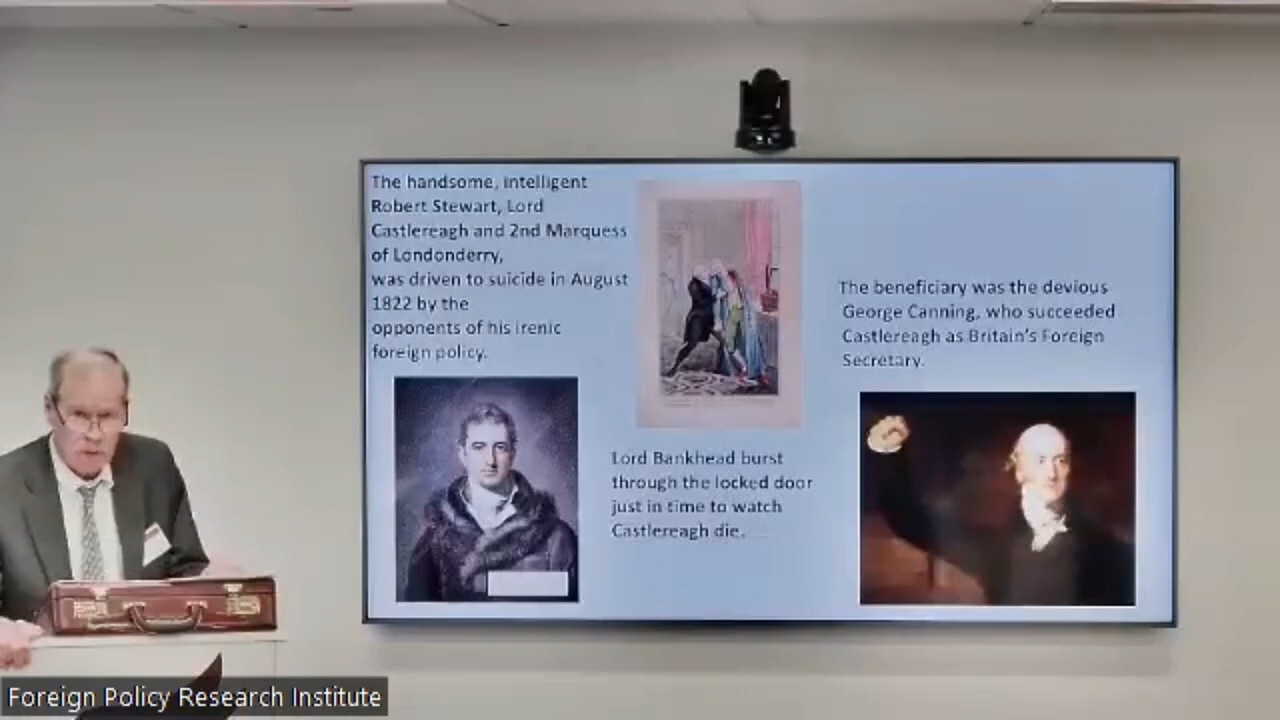 The handsome, intelligent
Robert Stewart, Lord
Castlereagh and 2nd Marquess
of Londonderry,
was driven to suicide in August
1822 by the
opponents of his irenic
foreign policy.
Lord Bankhead burst
through the locked door
just in time to watch
Castlereagh die.
The beneficiary was the devious
George Canning, who succeeded
Castlereagh as Britain's Foreign
Secretary.
Foreign Policy Research Institute